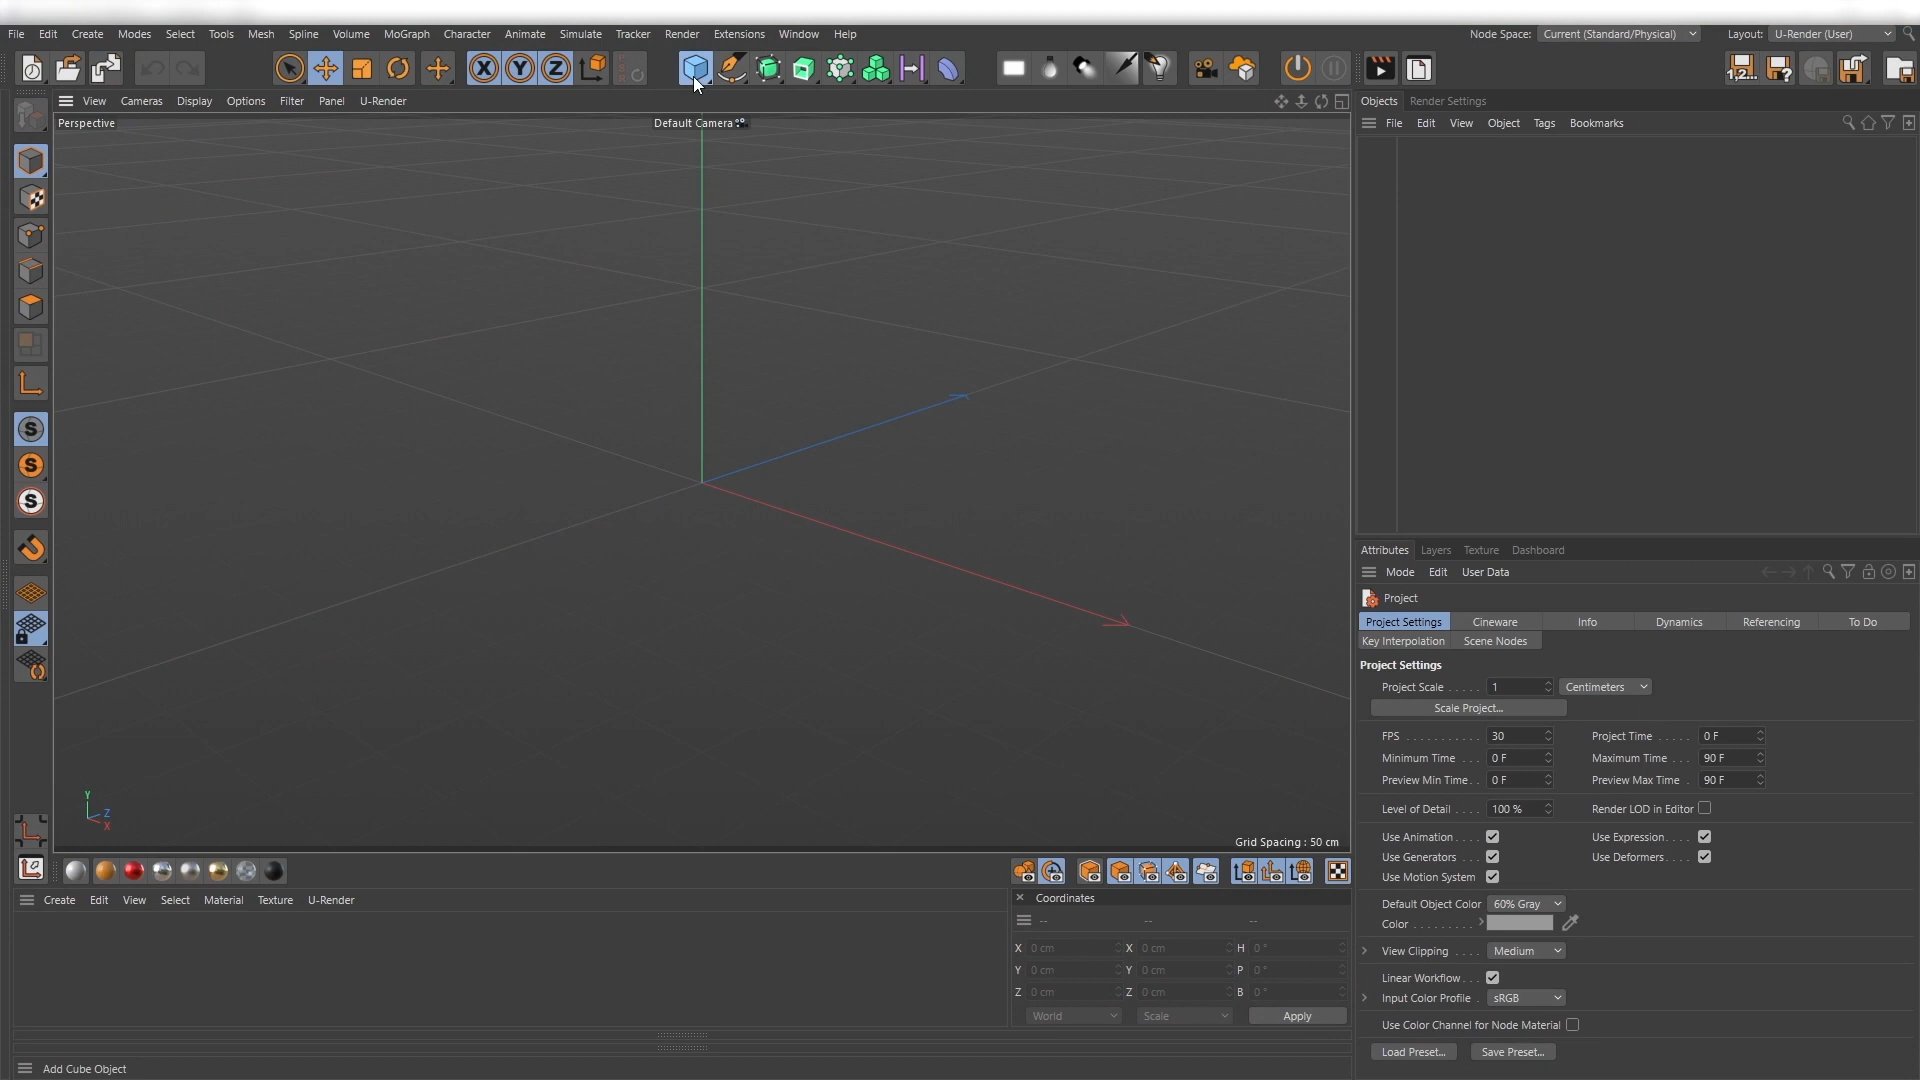 File Edit Create Modes Select Tools Mesh Spline Volume MoGraph Character Animate Simulate Tracker Render Extensions Window Help Node Space: Current (Standard/Physical) Layout: U-Render (User)
X Y Z
View Cameras Display Options Filter Panel U-Render
Objects Render Settings
File Edit View Object Tags Bookmarks
Perspective
Default Camera
S
S
S
Y
Z
X
Grid Spacing : 50 cm
Attributes Layers Texture Dashboard
Mode Edit User Data
Project
Project Settings Cineware Info Dynamics Referencing To Do
Key Interpolation Scene Nodes
Project Settings
Project Scale . . . . . 1 Centimeters
Scale Project...
FPS . . . . . . . . . . . 30 Project Time . . . . . 0 F
Minimum Time . . . 0 F Maximum Time . . . 90 F
Preview Min Time . . 0 F Preview Max Time . 90 F
Level of Detail . . . . 100 % Render LOD in Editor
Use Animation . . . . Use Expression . . . .
Use Generators . . . Use Deformers . . . .
Use Motion System
Default Object Color 60% Gray
Color . . . . . . . . .
View Clipping . . . . Medium
Linear Workflow . . .
Input Color Profile . sRGB
Use Color Channel for Node Material
Load Preset... Save Preset...
Create Edit View Select Material Texture U-Render
Coordinates
-- -- --
X 0 cm X 0 cm H 0 °
Y 0 cm Y 0 cm P 0 °
Z 0 cm Z 0 cm B 0 °
World Scale Apply
Add Cube Object